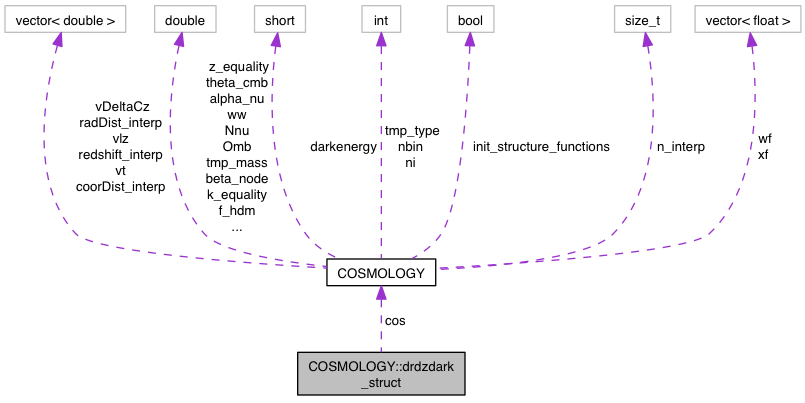 vector< double >
double
short
int
bool
size_t
vector< float >
vDeltaCz
radDist_interp
vlz
redshift_interp
vt
coorDist_interp
z_equality
theta_cmb
alpha_nu
ww
Nnu
Omb
tmp_mass
beta_node
k_equality
f_hdm
...
darkenergy
tmp_type
nbin
ni
init_structure_functions
n_interp
wf
xf
COSMOLOGY
cos
COSMOLOGY::drdzdark
_struct